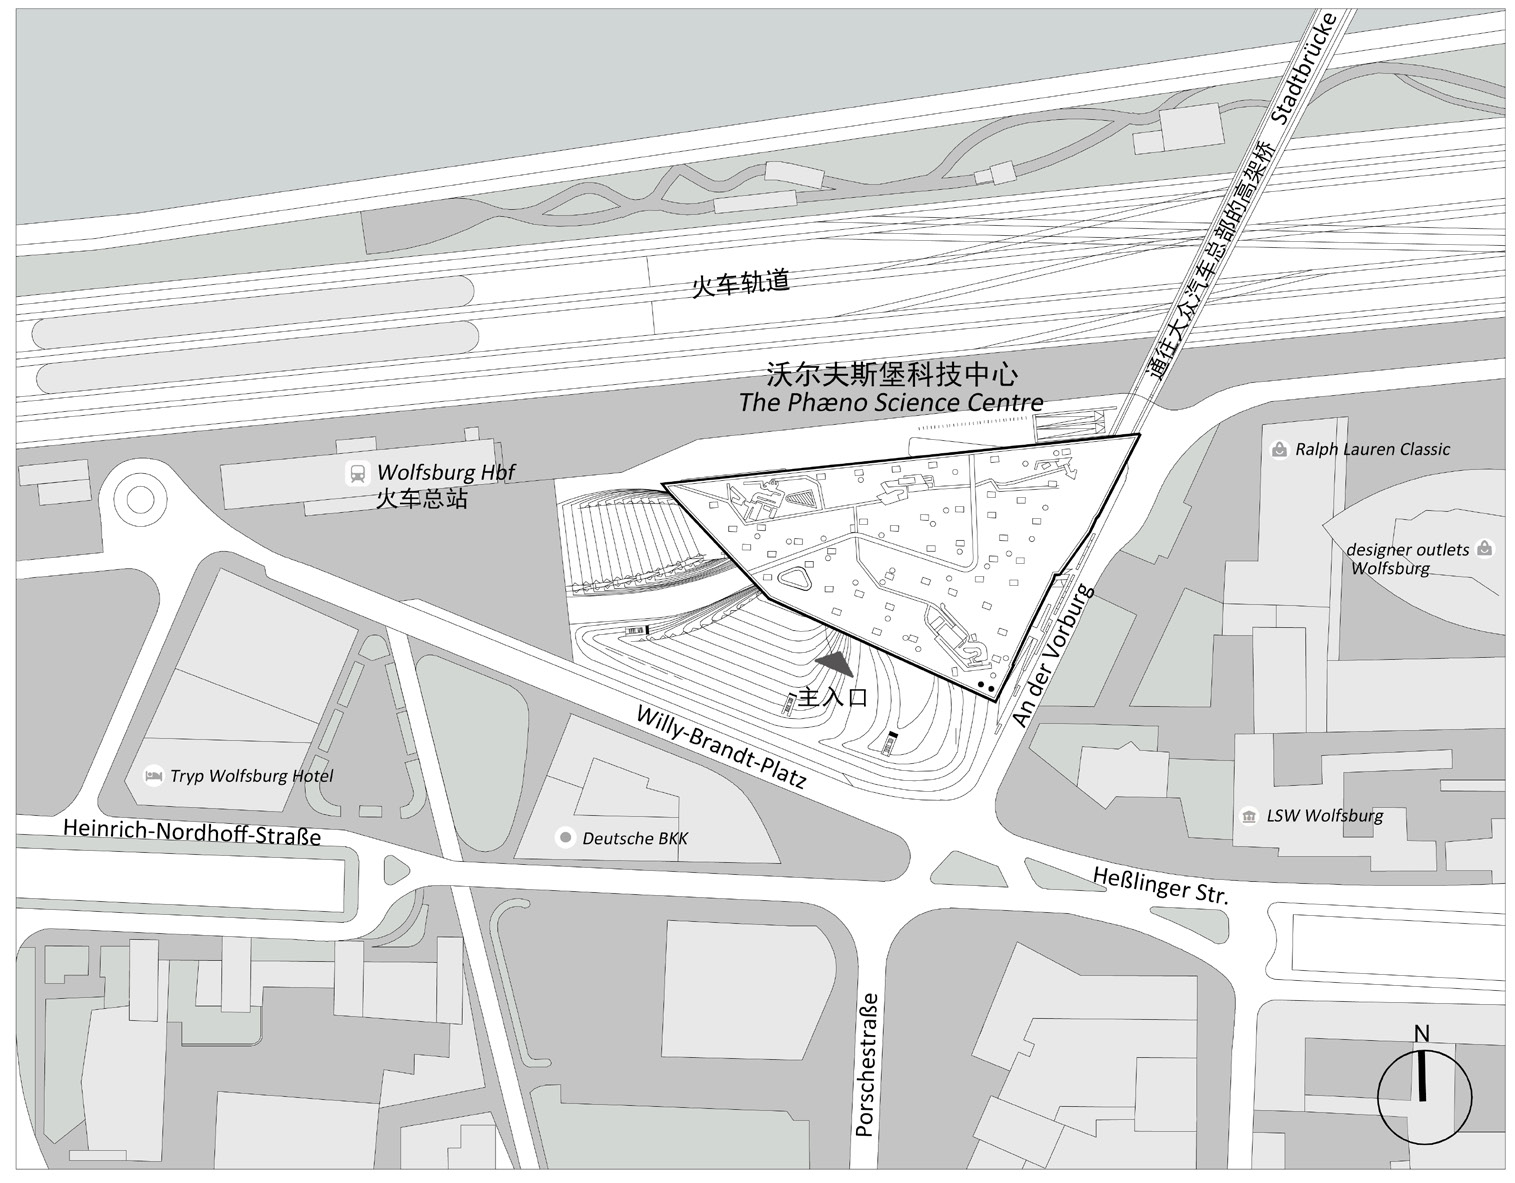 Stadtbrücke
通往大众汽车总部的高架桥
火车轨道
沃尔夫斯堡科技中心
The Phæno Science Centre
Ralph Lauren Classic
Wolfsburg Hbf
火车总站
designer outlets
Wolfsburg
An der Vorburg
主入口
Willy-Brandt-Platz
Tryp Wolfsburg Hotel
LSW Wolfsburg
Heinrich-Nordhoff-Straße
Deutsche BKK
Heßlinger Str.
Porschestraße
N